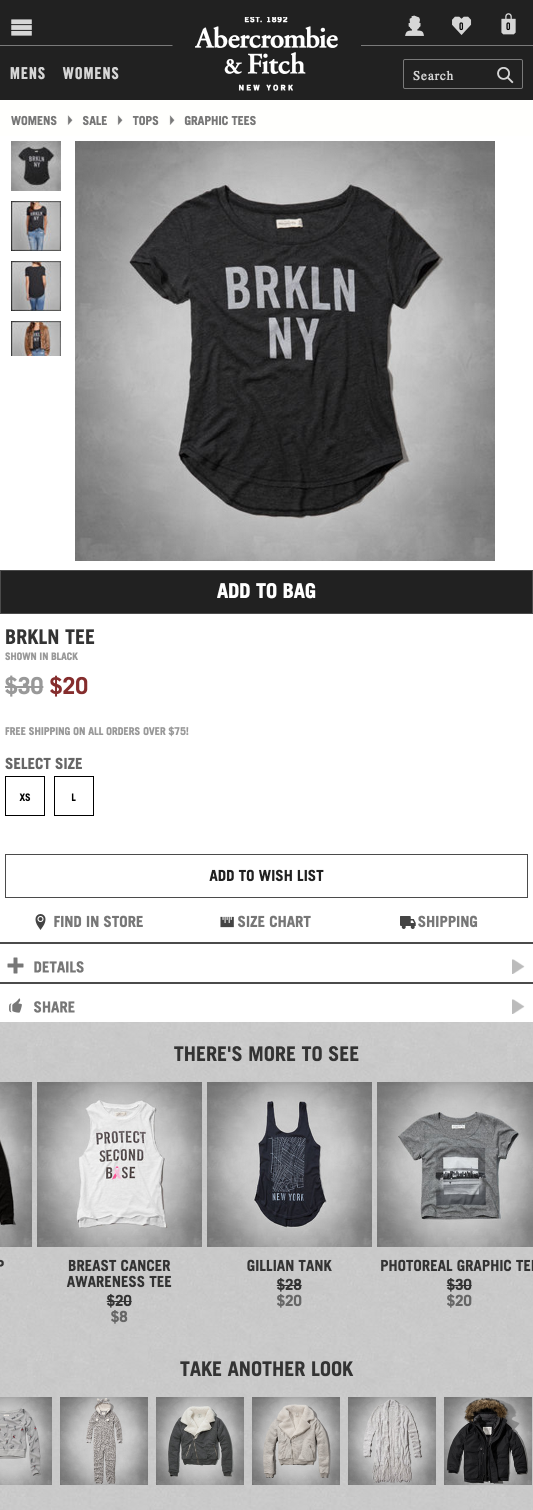 EST. 1892
Abercrombie
& Fitch
NEW YORK
0
0
MENS WOMENS
Search
WOMENS SALE TOPS GRAPHIC TEES
BRKLN
NY
ADD TO BAG
BRKLN TEE
SHOWN IN BLACK
$30 $20
FREE SHIPPING ON ALL ORDERS OVER $75!
SELECT SIZE
XS L
ADD TO WISH LIST
FIND IN STORE SIZE CHART SHIPPING
DETAILS
SHARE
THERE'S MORE TO SEE
PROTECT
SECOND
BASE
NEW YORK
P
BREAST CANCER
AWARENESS TEE
$20
$8
GILLIAN TANK
$28
$20
PHOTOREAL GRAPHIC TEE
$30
$20
TAKE ANOTHER LOOK